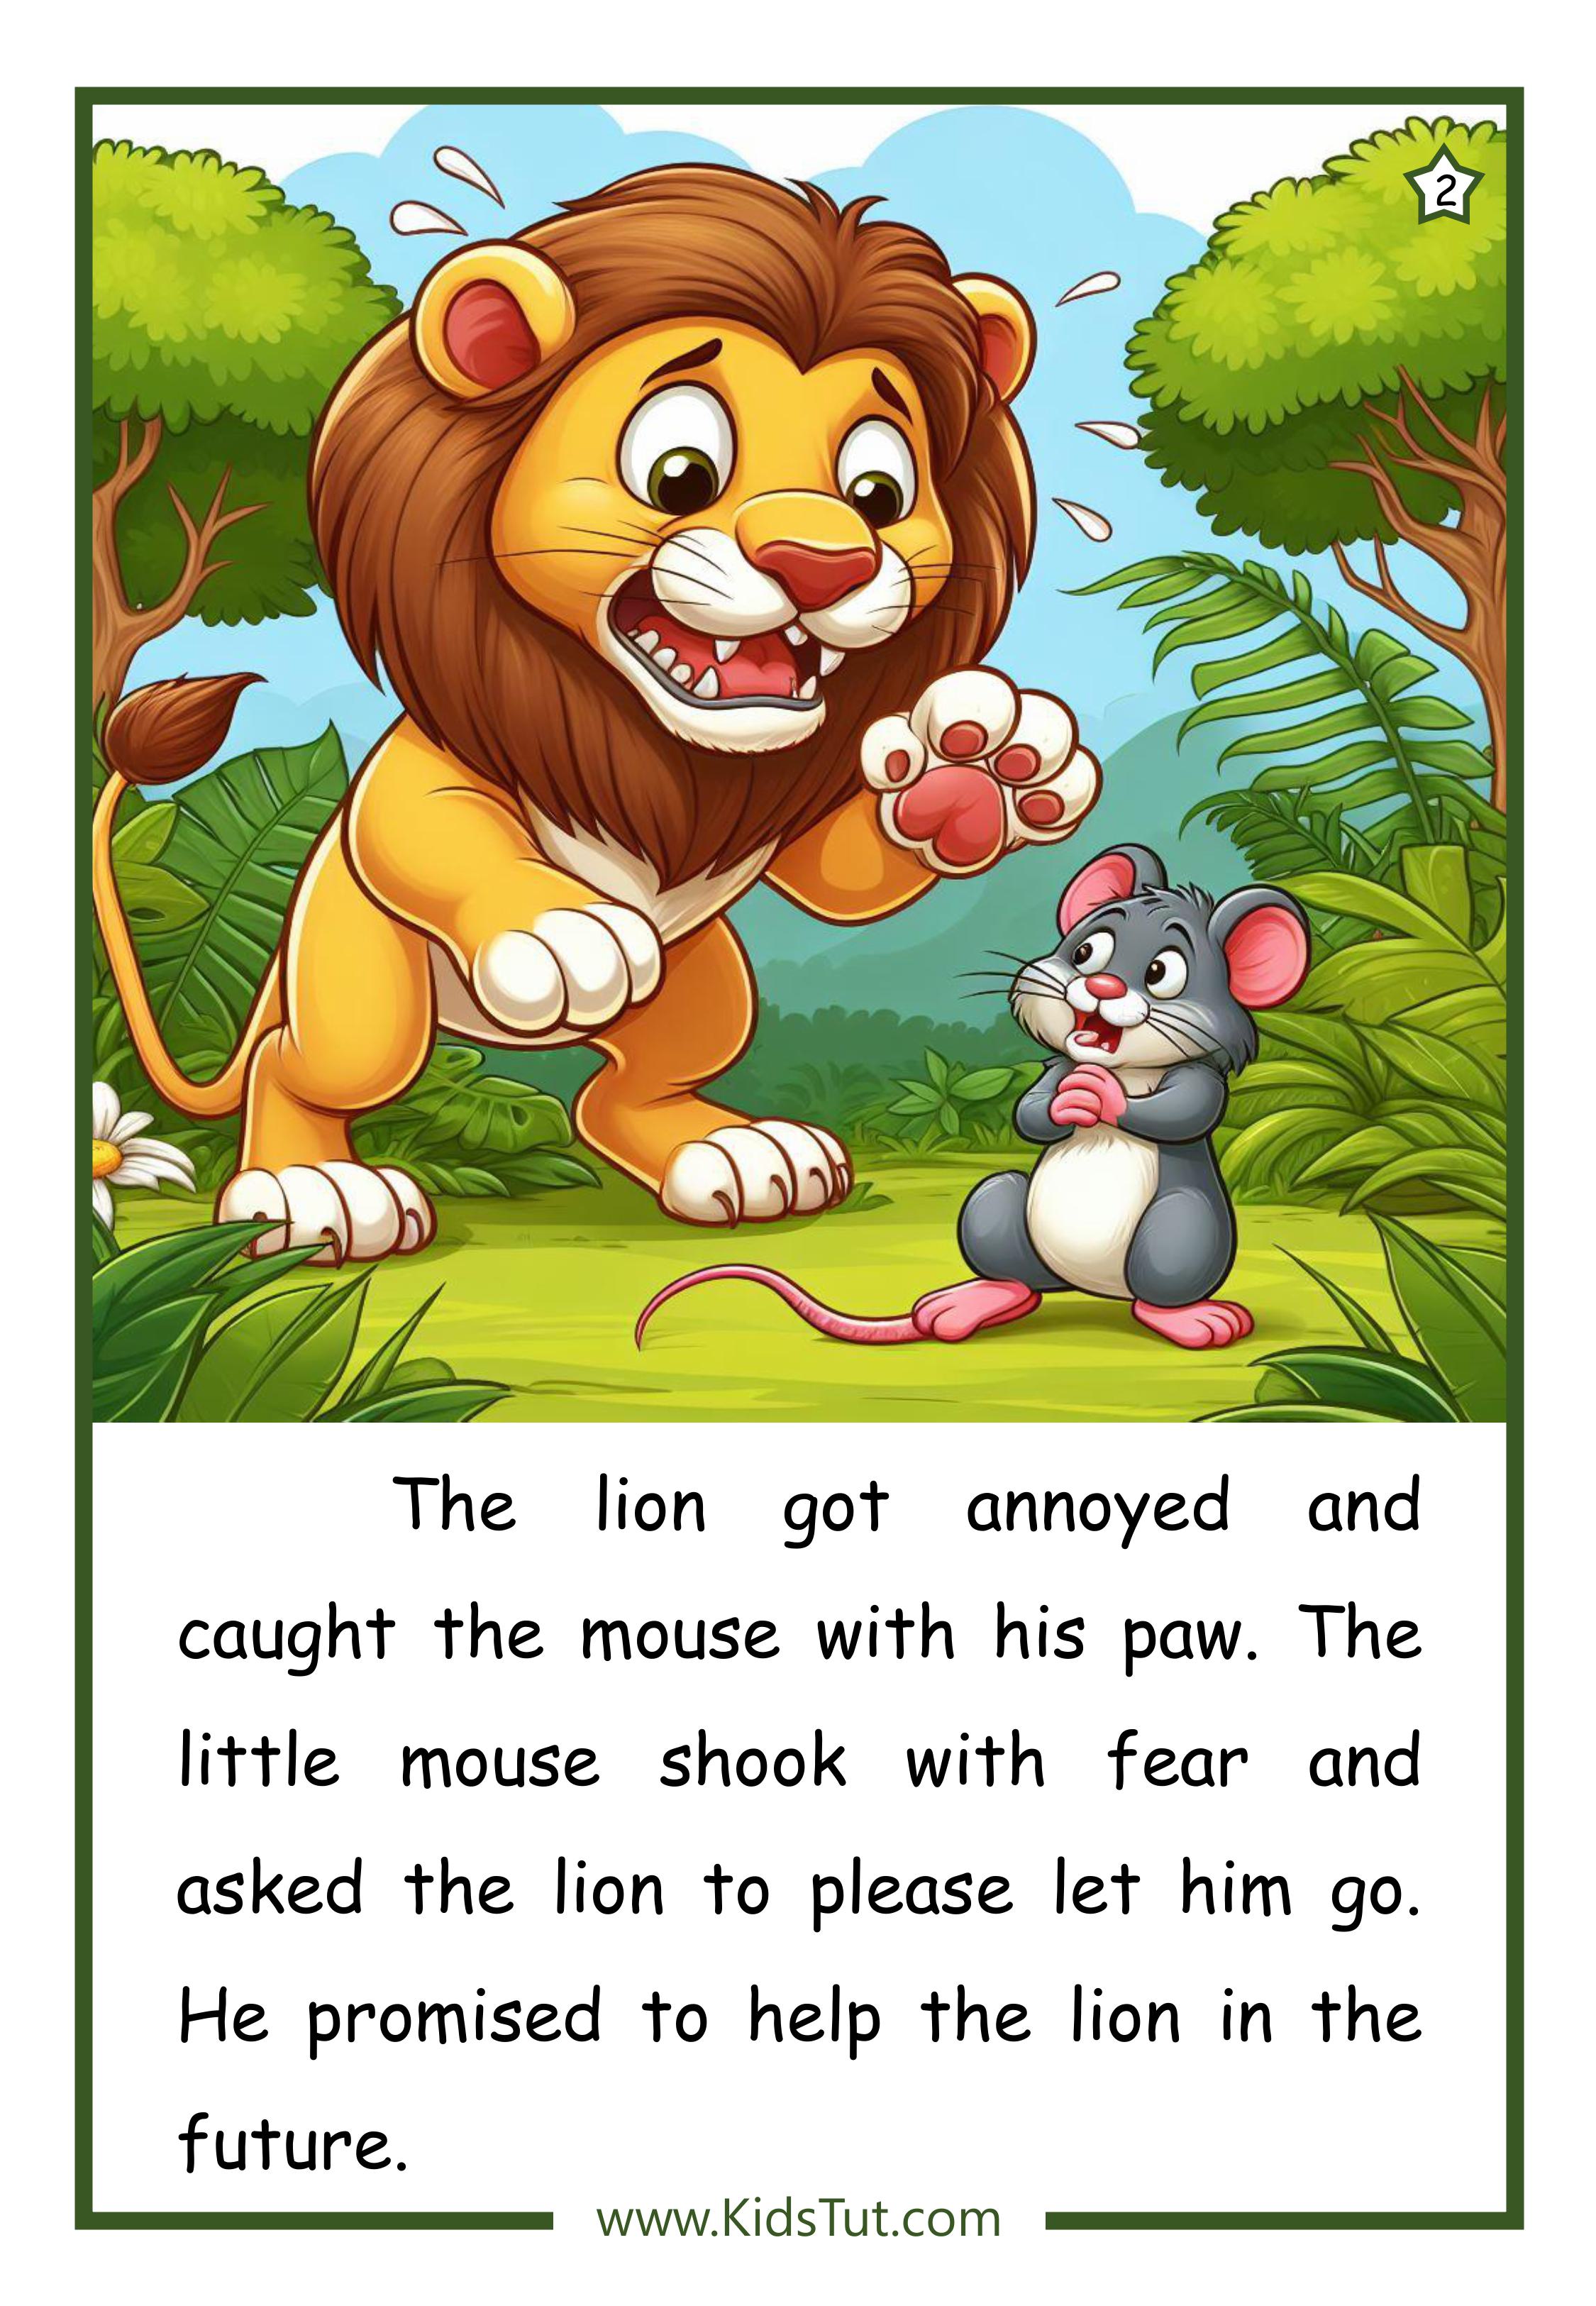 2
The lion got annoyed and
caught the mouse with his paw. The
little mouse shook with fear and
asked the lion to please let him go.
He promised to help the lion in the
future.
www.KidsTut.com